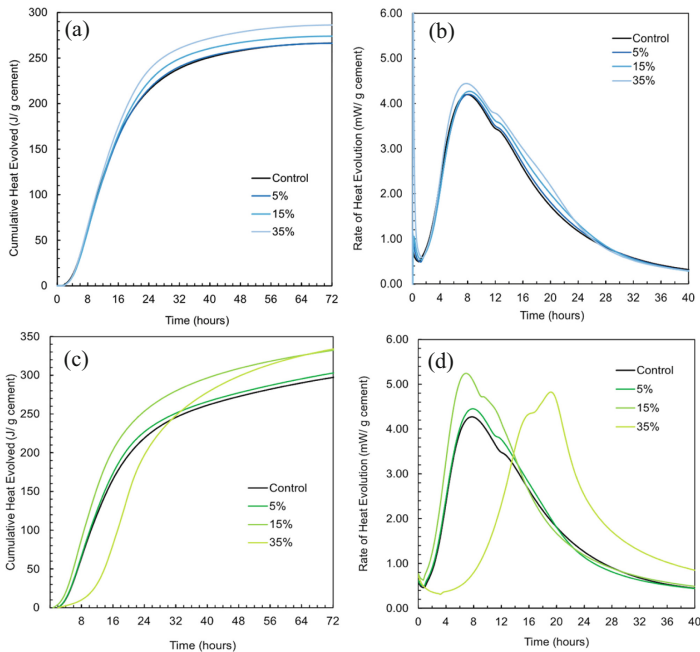 (a)
Cumulative Heat Evolved (J/ g cement)
300
250
200
150
100
50
0
Control
5%
15%
35%
0 8 16 24 32 40 48 56 64 72
Time (hours)
(b)
Rate of Heat Evolution (mW/ g cement)
6.00
5.00
4.00
3.00
2.00
1.00
0.00
Control
5%
15%
35%
0 4 8 12 16 20 24 28 32 36 40
Time (hours)
(c)
Cumulative Heat Evolved (J/ g cement)
350
300
250
200
150
100
50
0
Control
5%
15%
35%
8 16 24 32 40 48 56 64 72
Time (hours)
(d)
Rate of Heat Evolution (mW/ g cement)
6.00
5.00
4.00
3.00
2.00
1.00
0.00
Control
5%
15%
35%
0 4 8 12 16 20 24 28 32 36 40
Time (hours)